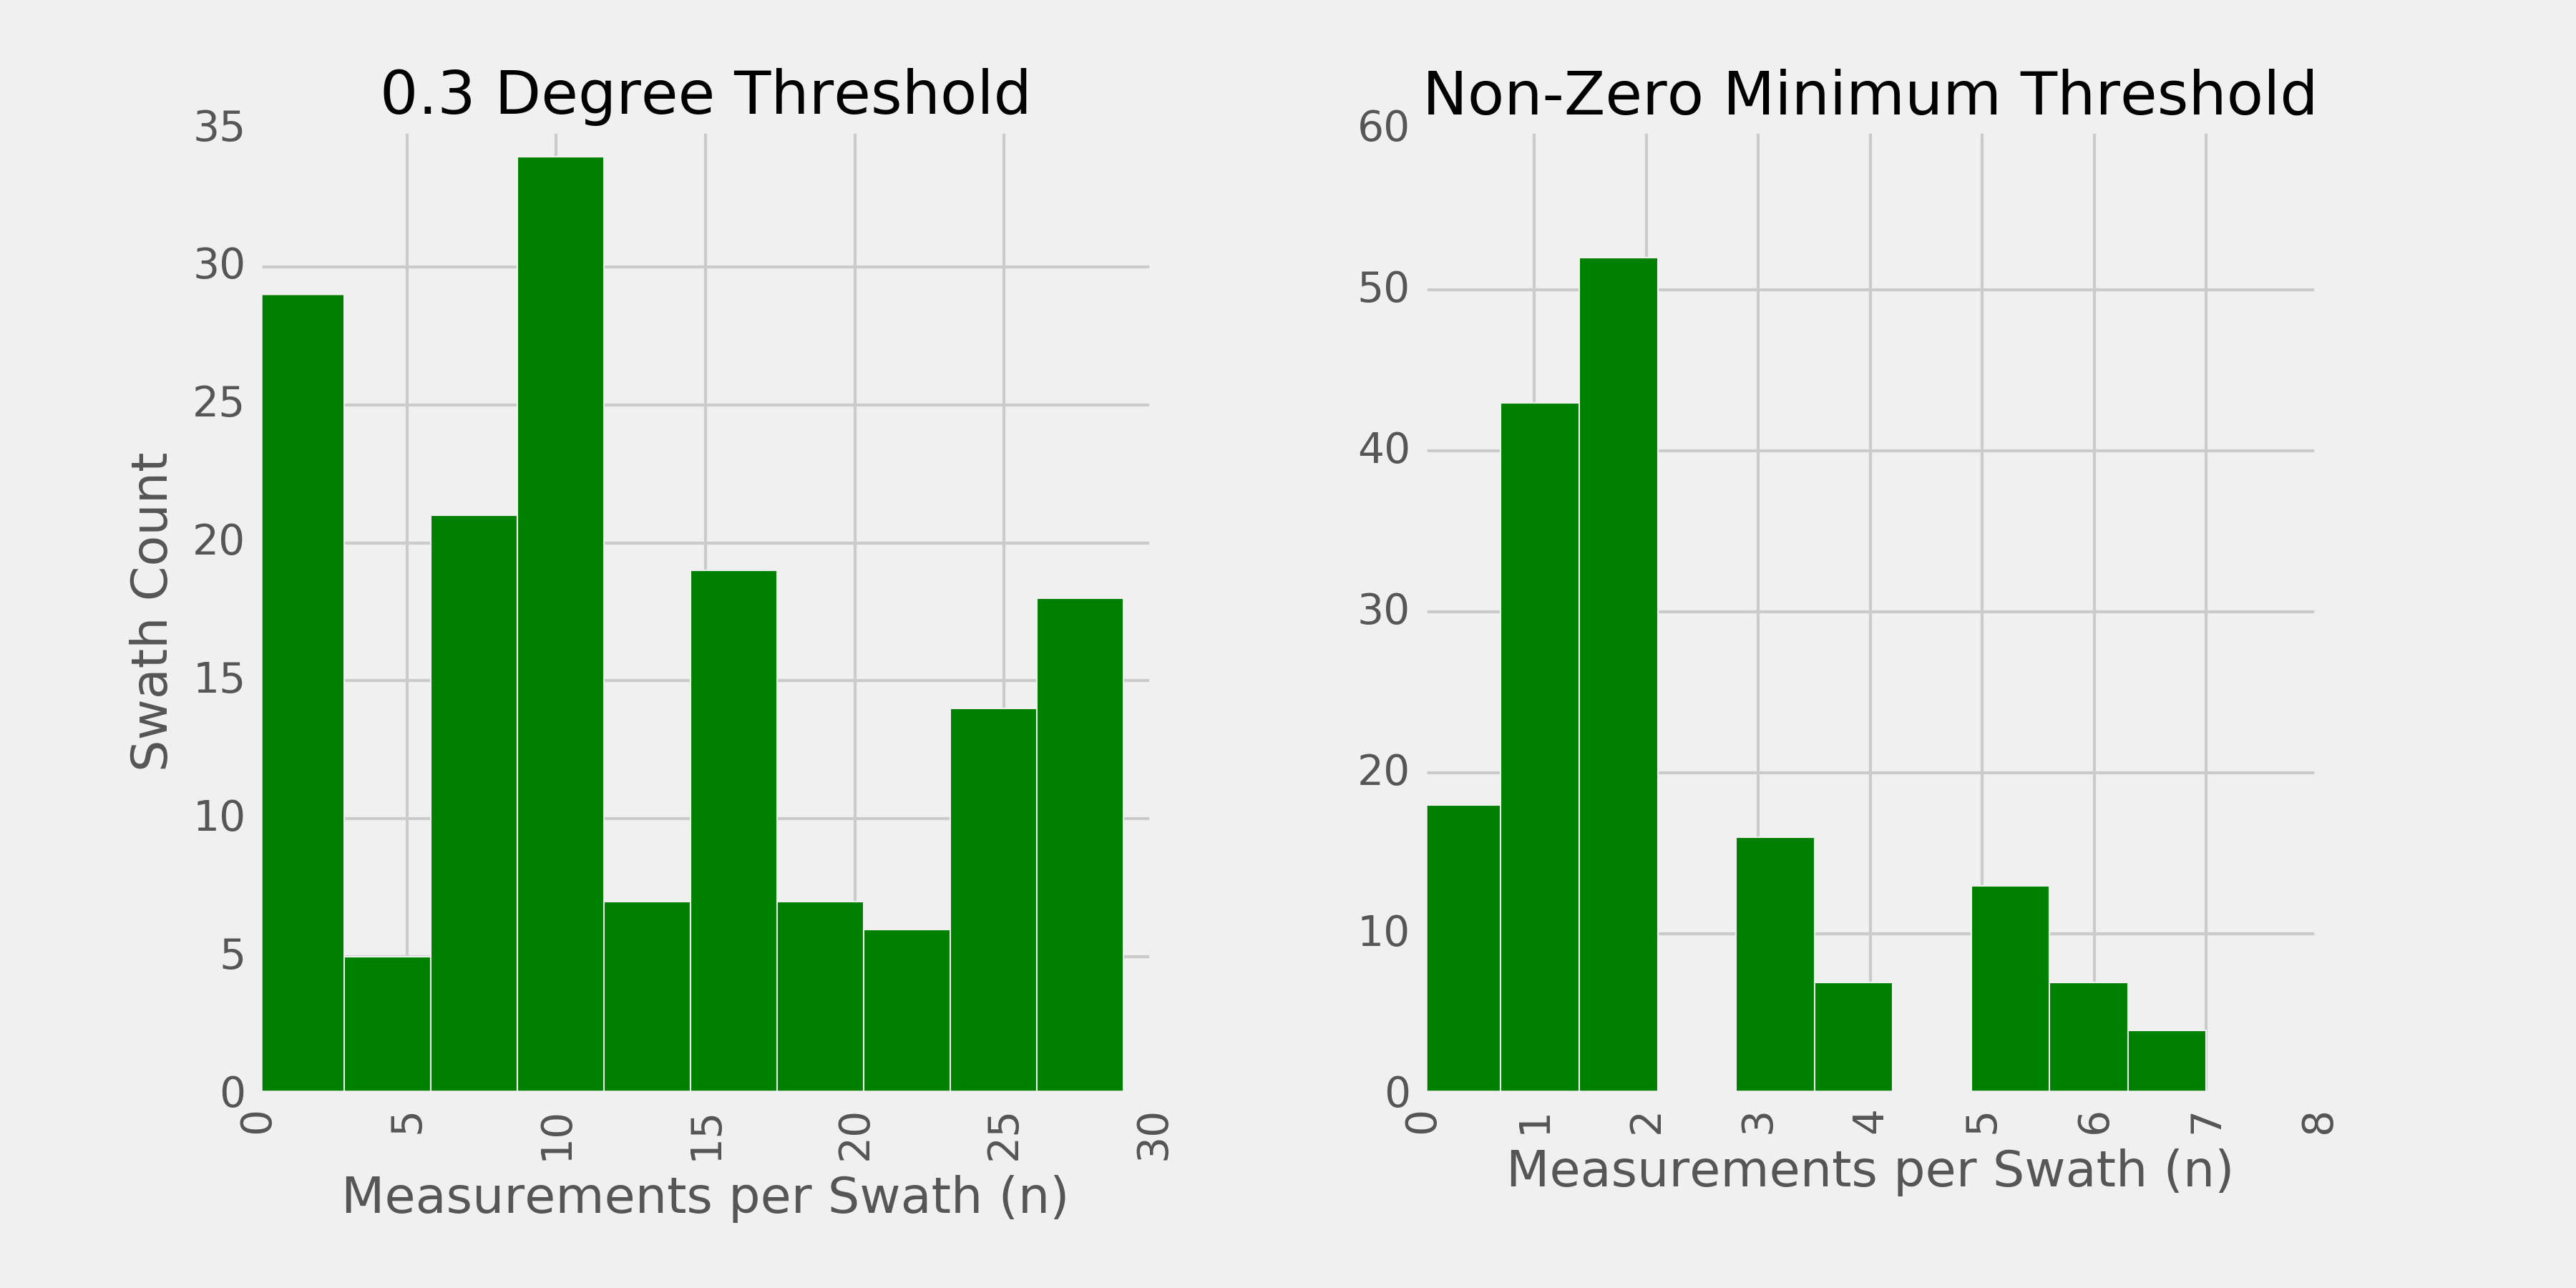 0.3 Degree Threshold
35
30
25
20
15
10
5
0
Swath Count
0 5 10 15 20 25 30
Measurements per Swath (n)
Non-Zero Minimum Threshold
60
50
40
30
20
10
0
0 1 2 3 4 5 6 7 8
Measurements per Swath (n)